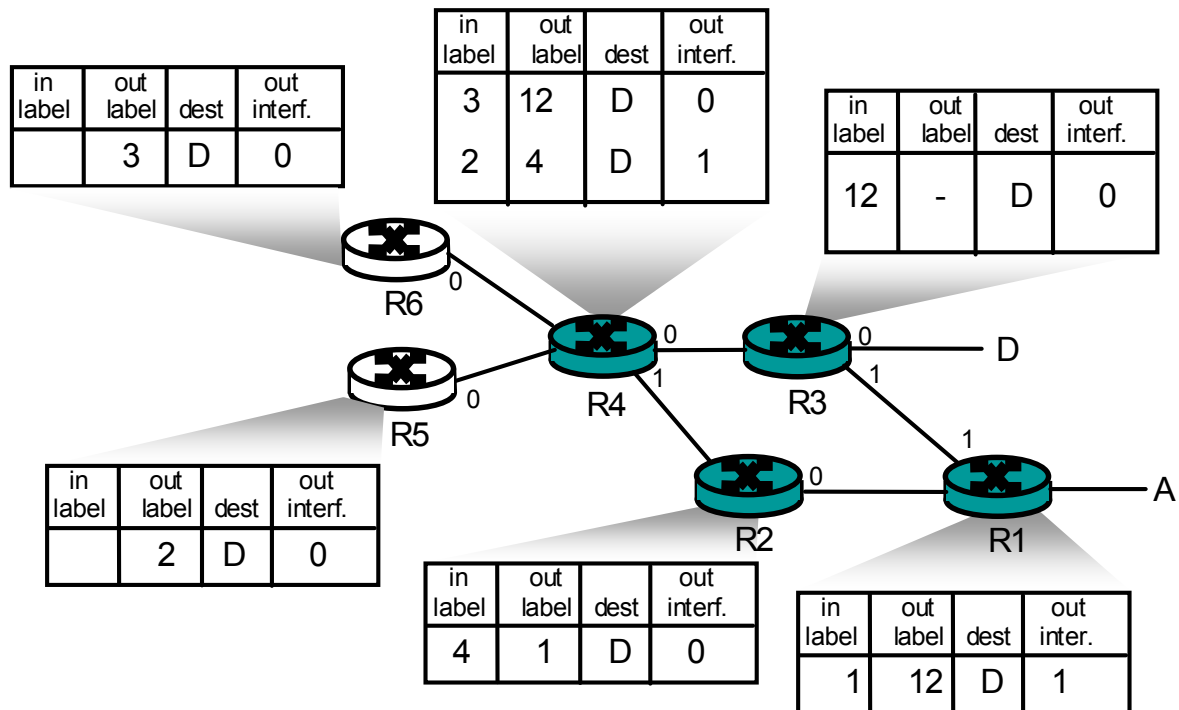 in out dest out
label label interf.
3 12 D 0
2 4 D 1
in out dest out
label label interf.
3 D 0
in out dest out
label label interf.
12 - D 0
0
R6
0 0
D
1 1
R4
R3
0
R5
1
0
A
R2
R1
in out dest out
label label interf.
2 D 0
in out dest out
label label interf.
4 1 D 0
in out dest out
label label inter.
1 12 D 1